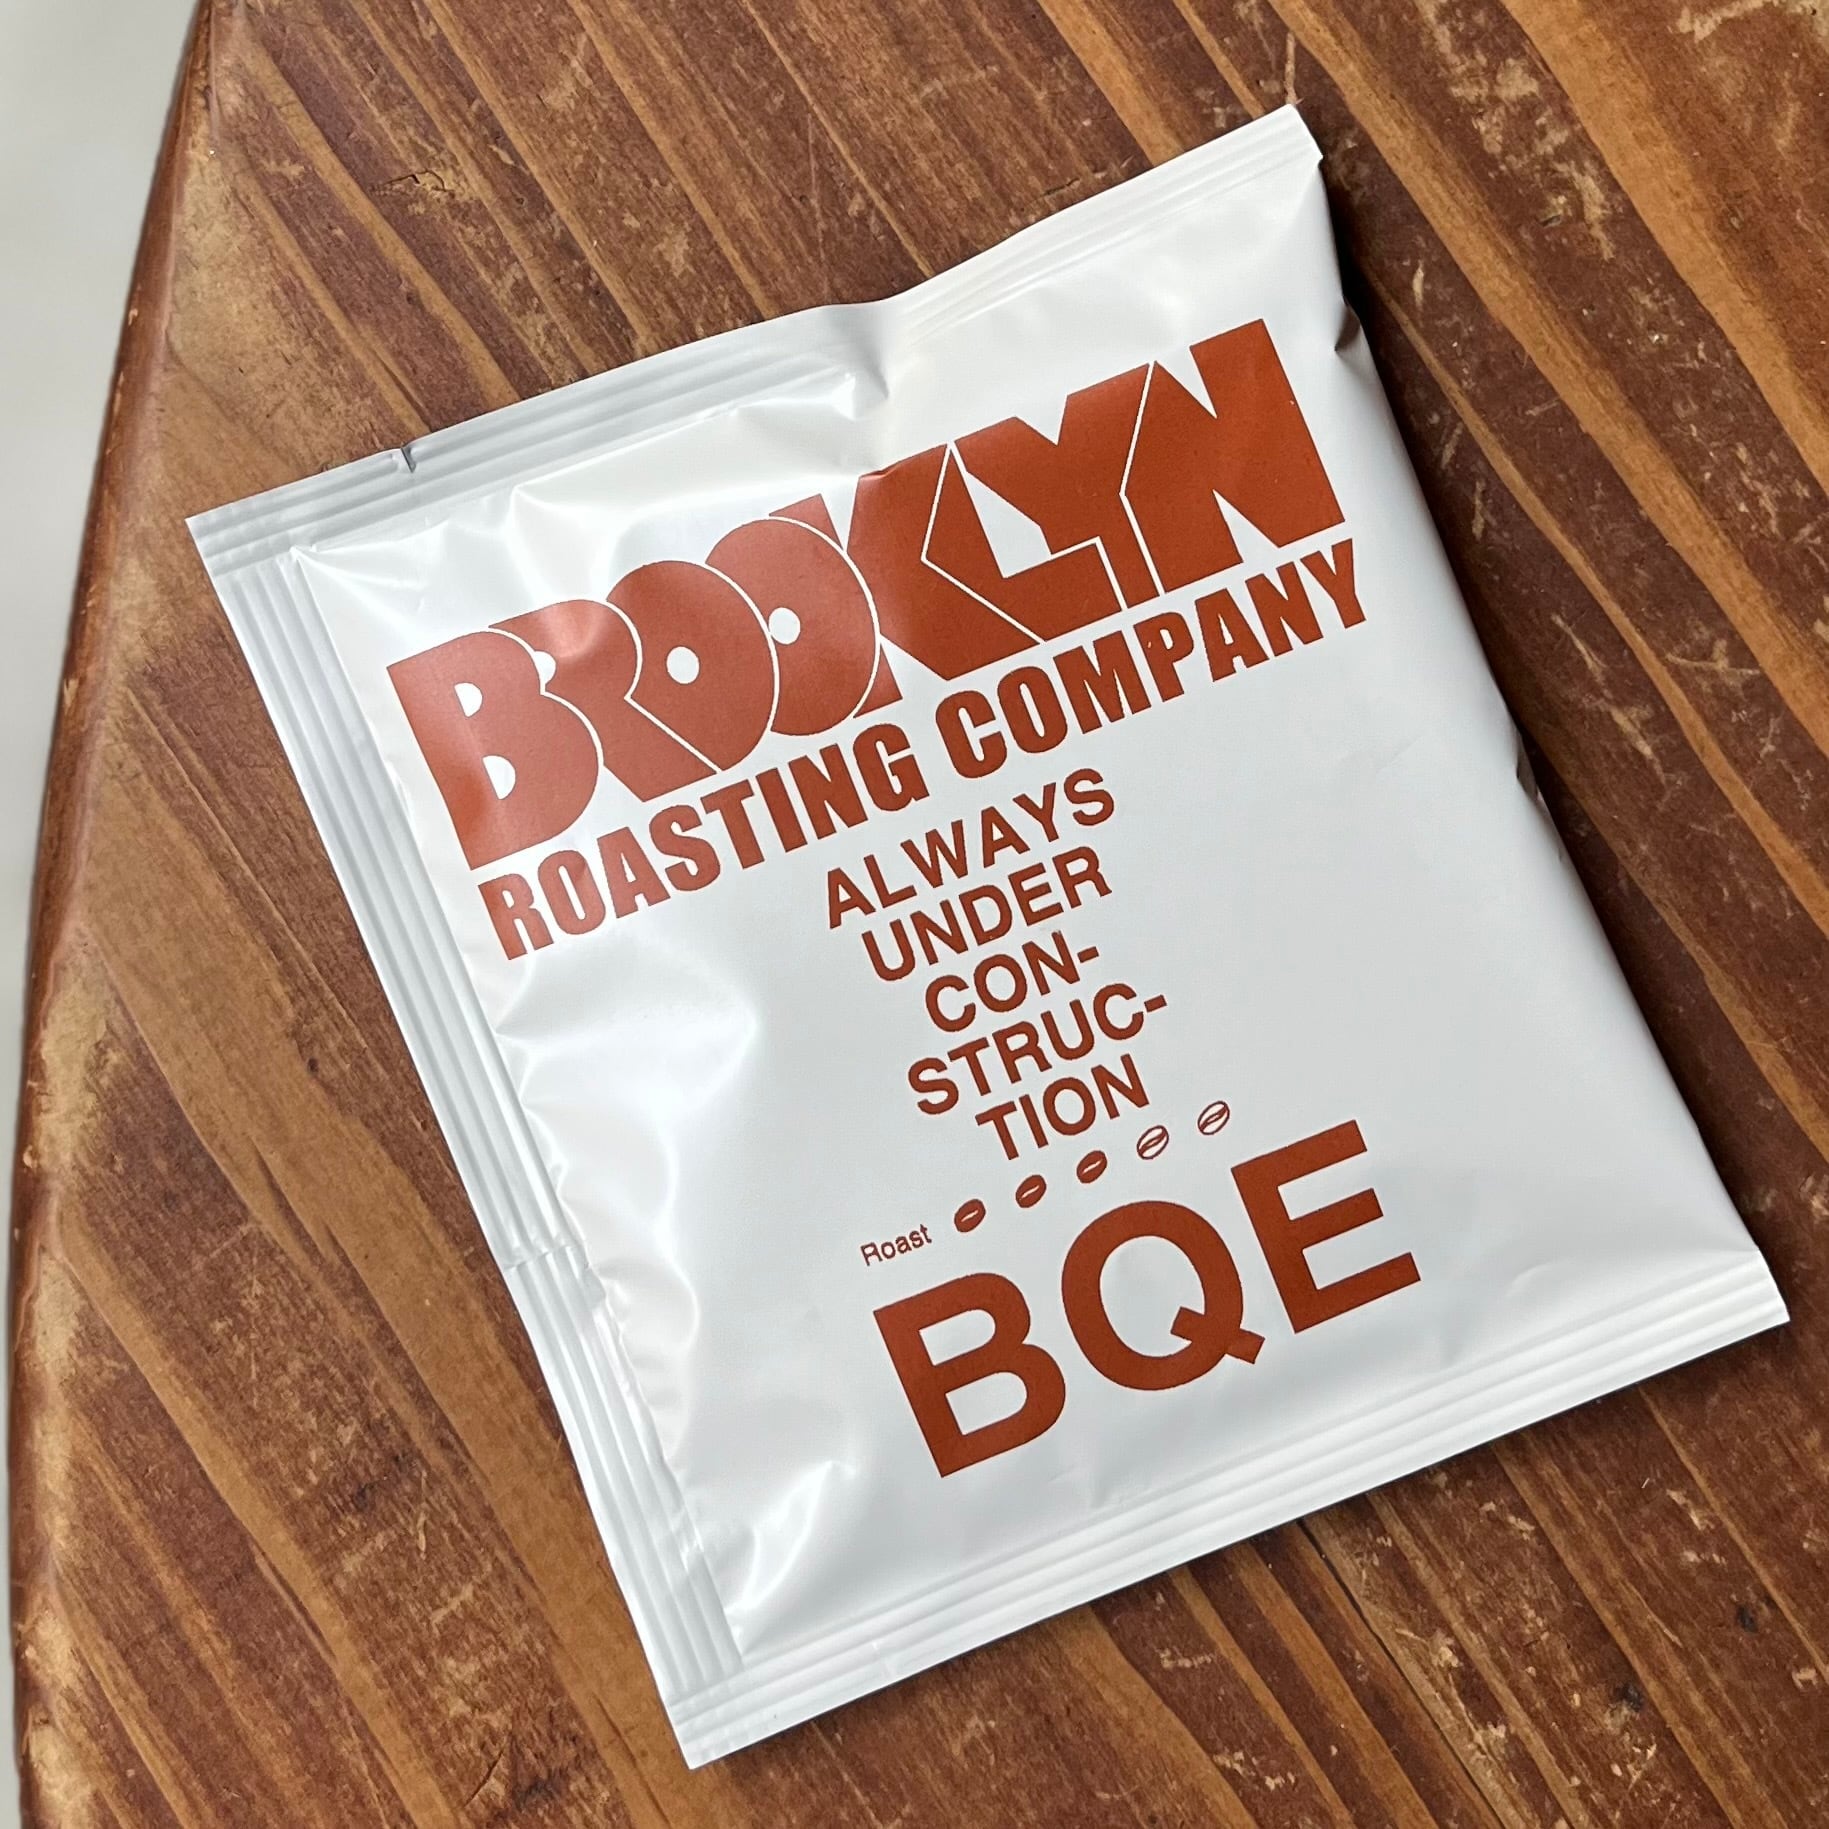 BROOKLYN
ROASTING COMPANY
ALWAYS
UNDER
CON-
STRUC-
TION
Roast
BQE